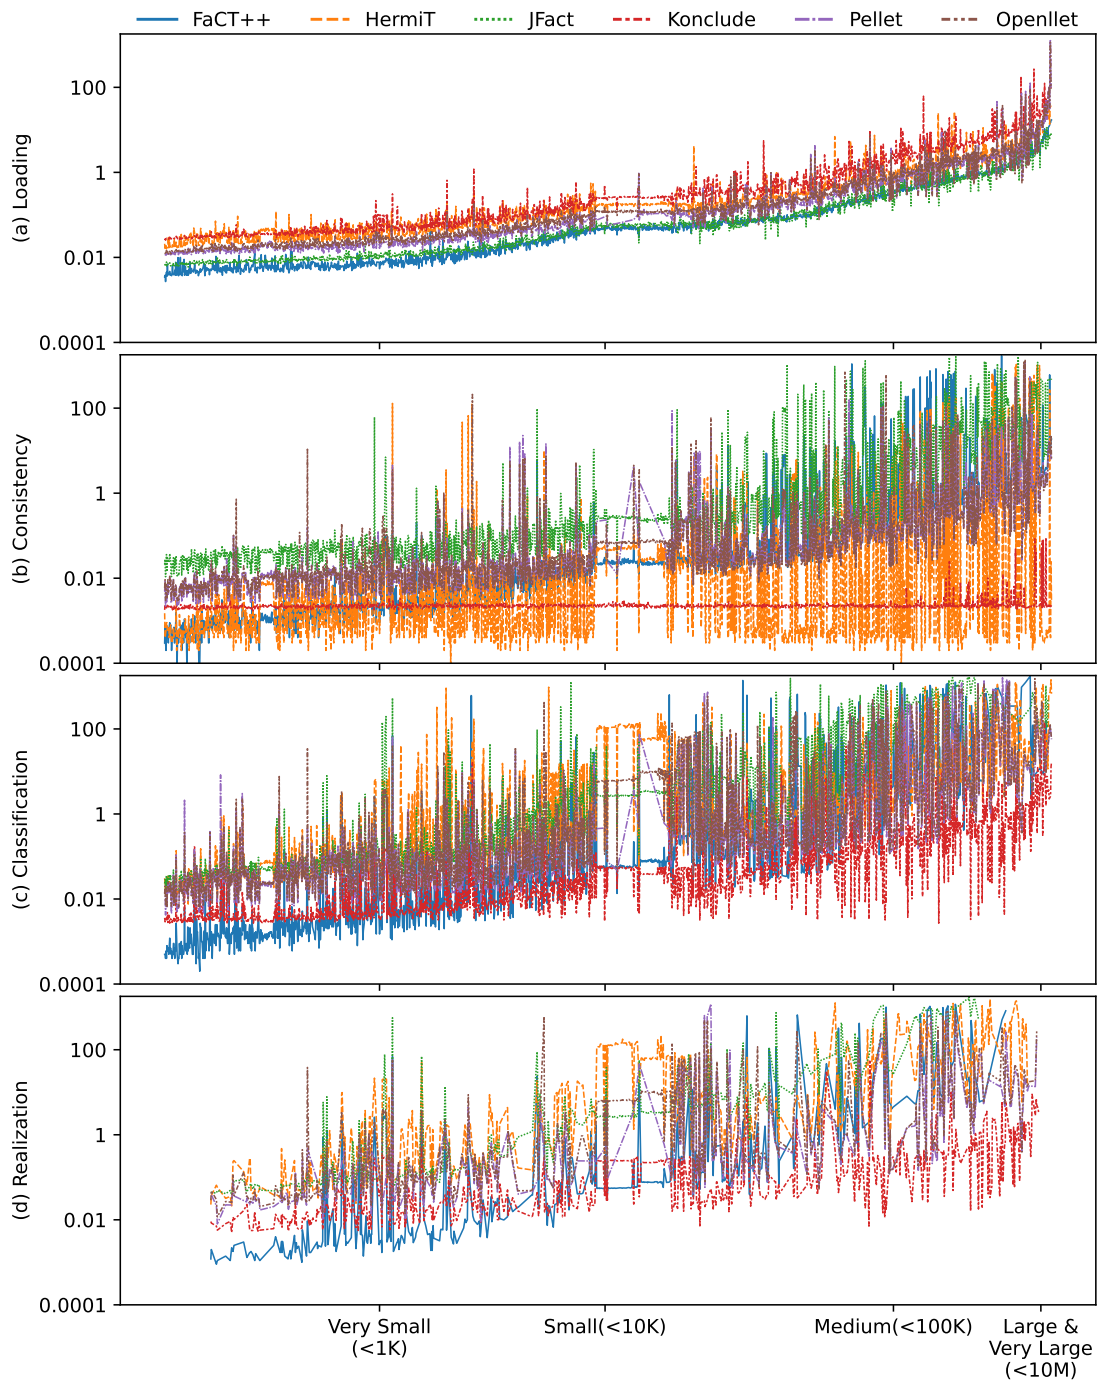 FaCT++ HermiT JFact Konclude Pellet Openllet
(a) Loading
100
1
0.01
0.0001
(b) Consistency
100
1
0.01
0.0001
(c) Classification
100
1
0.01
0.0001
(d) Realization
100
1
0.01
0.0001
Very Small
(<1K)
Small(<10K)
Medium(<100K)
Large &
Very Large
(<10M)